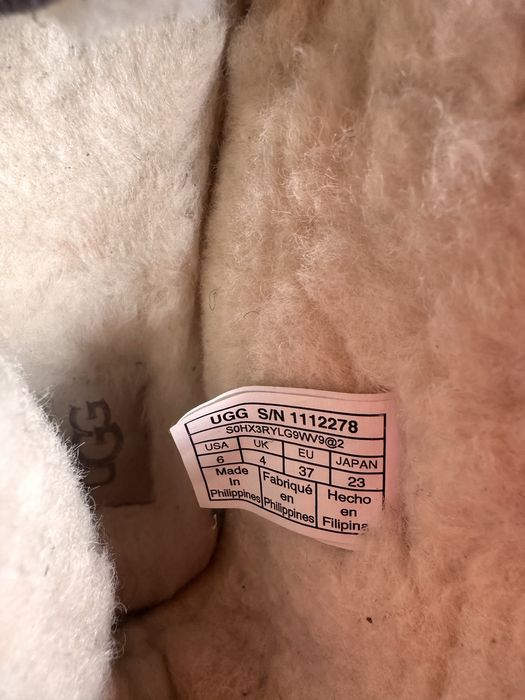 UGG S/N 1112278
S0HX3RYLG9WV9@2
USA UK EU JAPAN
6 4 37 23
Made in Philippines
Fabriqué en Philippines
Hecho en Filipina
UGG